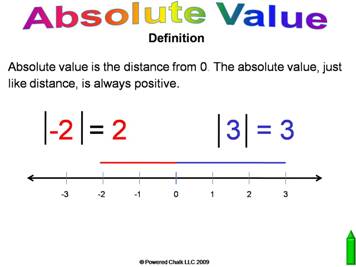 Absolute Value
Definition
Absolute value is the distance from 0. The absolute value, just
like distance, is always positive.
|-2| = 2 |3| = 3
-3 -2 -1 0 1 2 3
© Powered Chalk LLC 2009